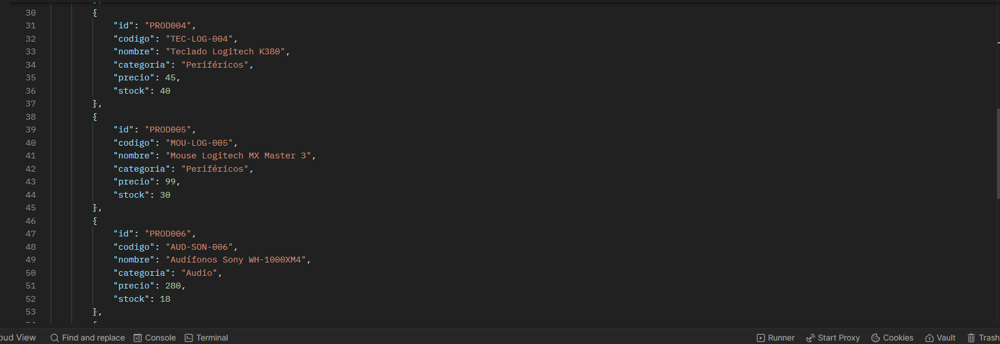 30 {
31 "id": "PROD004",
32 "codigo": "TEC-LOG-004",
33 "nombre": "Teclado Logitech K380",
34 "categoria": "Periféricos",
35 "precio": 45,
36 "stock": 40
37 },
38 {
39 "id": "PROD005",
40 "codigo": "MOU-LOG-005",
41 "nombre": "Mouse Logitech MX Master 3",
42 "categoria": "Periféricos",
43 "precio": 99,
44 "stock": 30
45 },
46 {
47 "id": "PROD006",
48 "codigo": "AUD-SON-006",
49 "nombre": "Audífonos Sony WH-1000XM4",
50 "categoria": "Audio",
51 "precio": 280,
52 "stock": 18
53 },
oud View Find and replace Console Terminal Runner Start Proxy Cookies Vault Trash